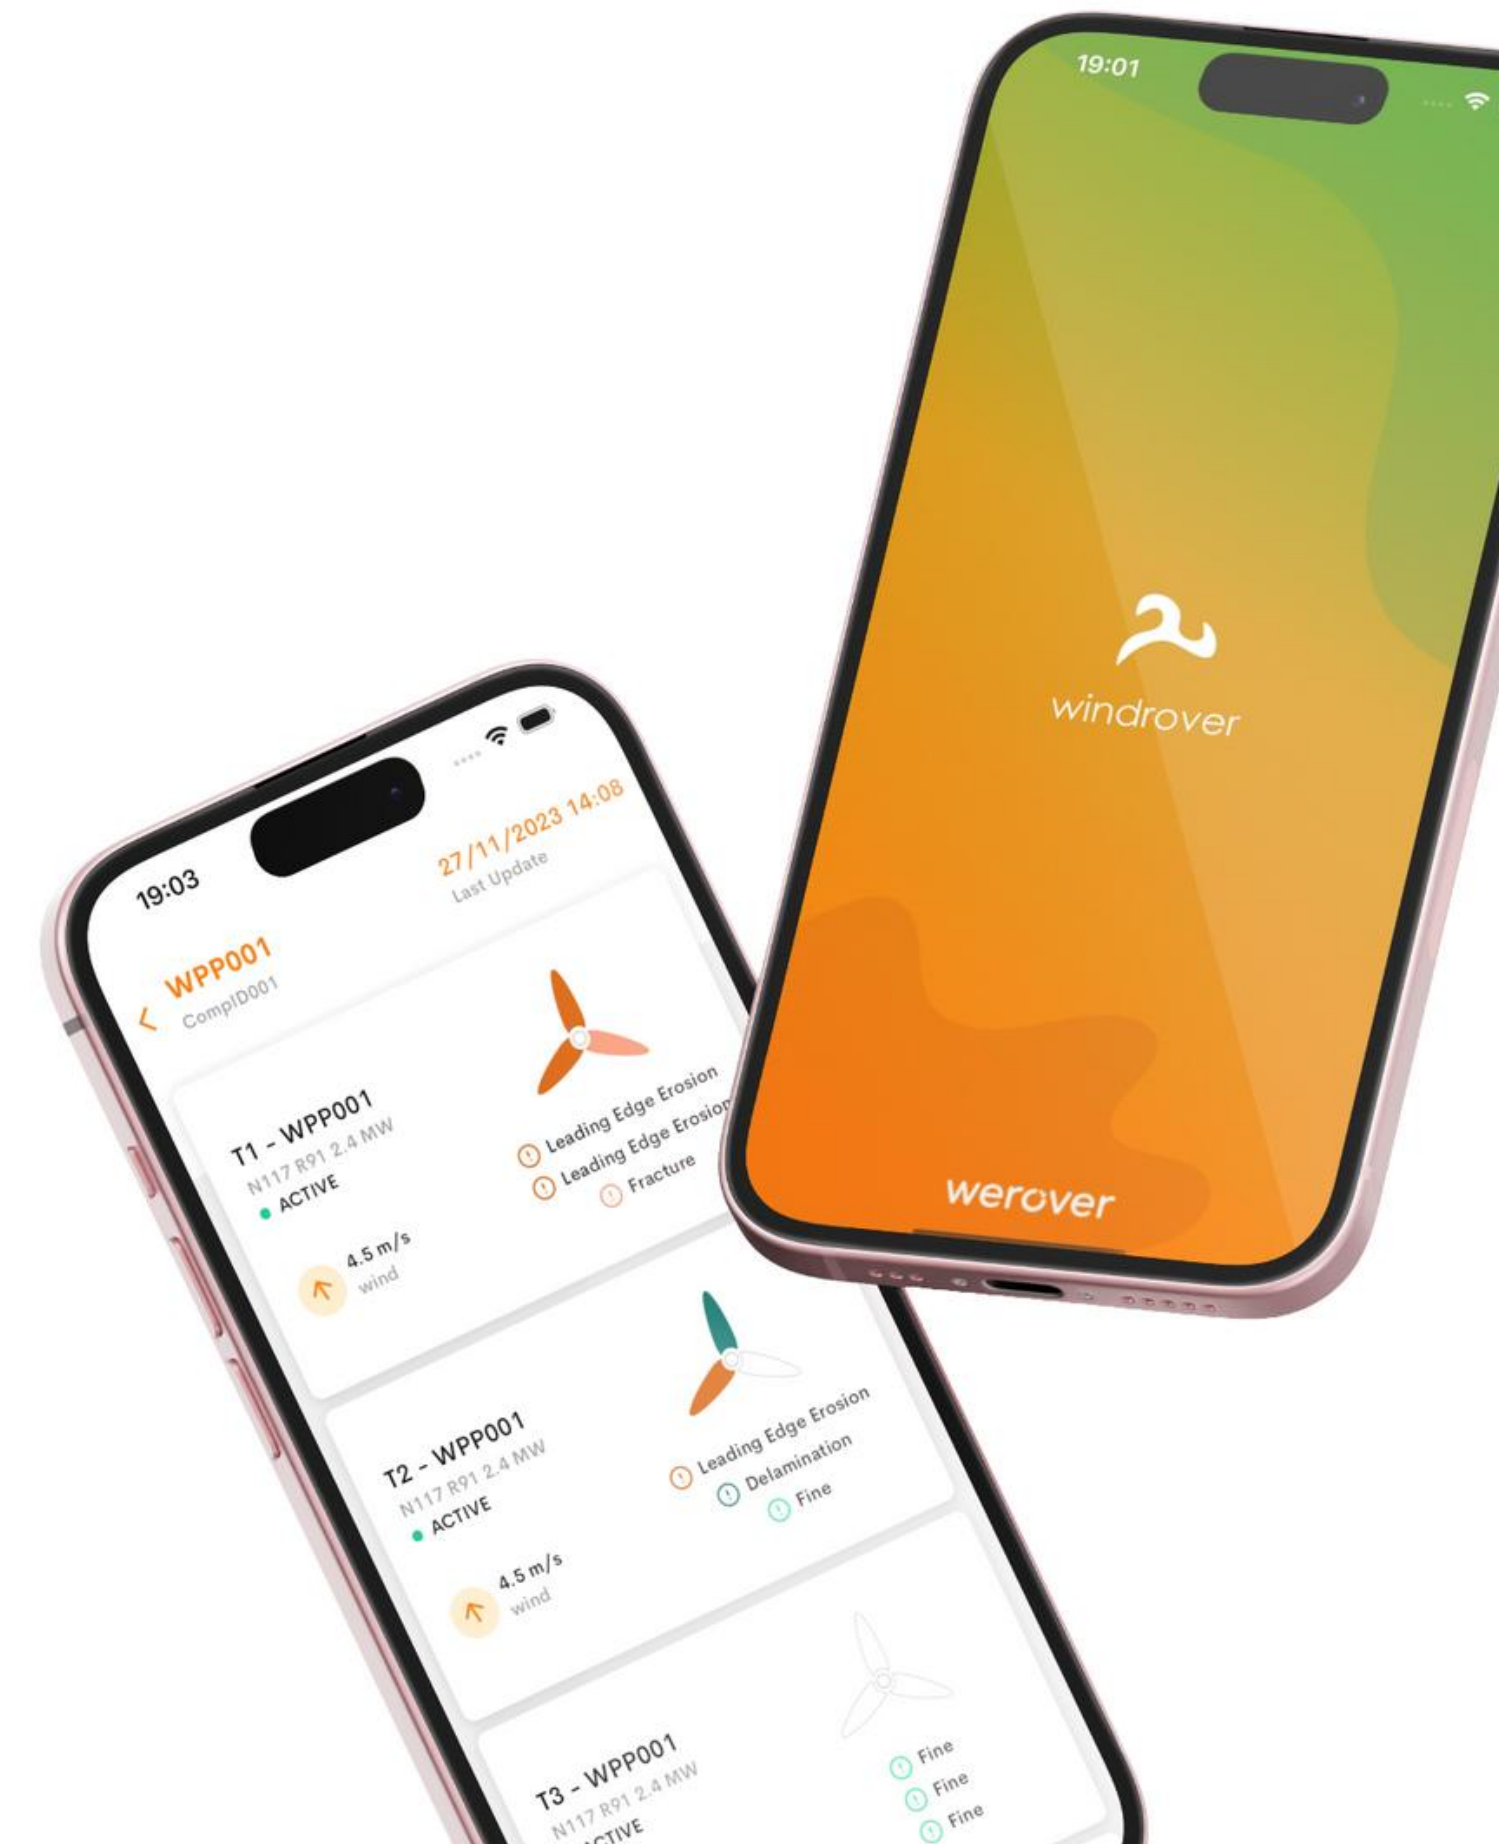 19:01
windrover
werover
19:03
27/11/2023 14:08
Last Update
WPP001
CompID001
T1 - WPP001
N117 R91 2.4 MW
ACTIVE
4.5 m/s
wind
Leading Edge Erosion
Leading Edge Erosion
Fracture
T2 - WPP001
N117 R91 2.4 MW
ACTIVE
4.5 m/s
wind
Leading Edge Erosion
Delamination
Fine
T3 - WPP001
N117 R91 2.4 MW
CTIVE
Fine
Fine
Fine